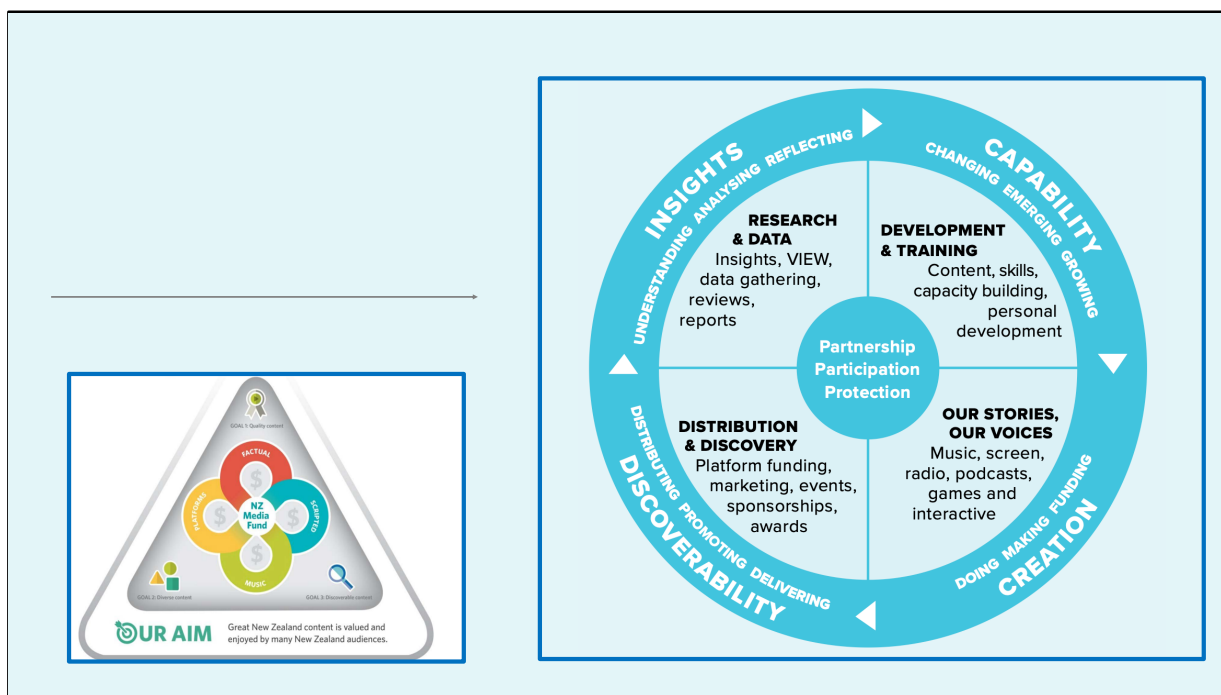 INSIGHTS
UNDERSTANDING ANALYSING REFLECTING
CAPABILITY
CHANGING EMERGING GROWING
RESEARCH
& DATA
Insights, VIEW,
data gathering,
reviews,
reports
DEVELOPMENT
& TRAINING
Content, skills,
capacity building,
personal
development
Partnership
Participation
Protection
DISTRIBUTION
& DISCOVERY
Platform funding,
marketing, events,
sponsorships,
awards
OUR STORIES,
OUR VOICES
Music, screen,
radio, podcasts,
games and
interactive
DISTRIBUTING PROMOTING DELIVERING
DISCOVERABILITY
DOING MAKING FUNDING
CREATION
GOAL 1: Quality content
FACTUAL
$
PLATFORMS
$
NZ
Media
Fund
$
SCRIPTED
$
MUSIC
GOAL 2: Diverse content
GOAL 3: Discoverable content
OUR AIM
Great New Zealand content is valued and
enjoyed by many New Zealand audiences.